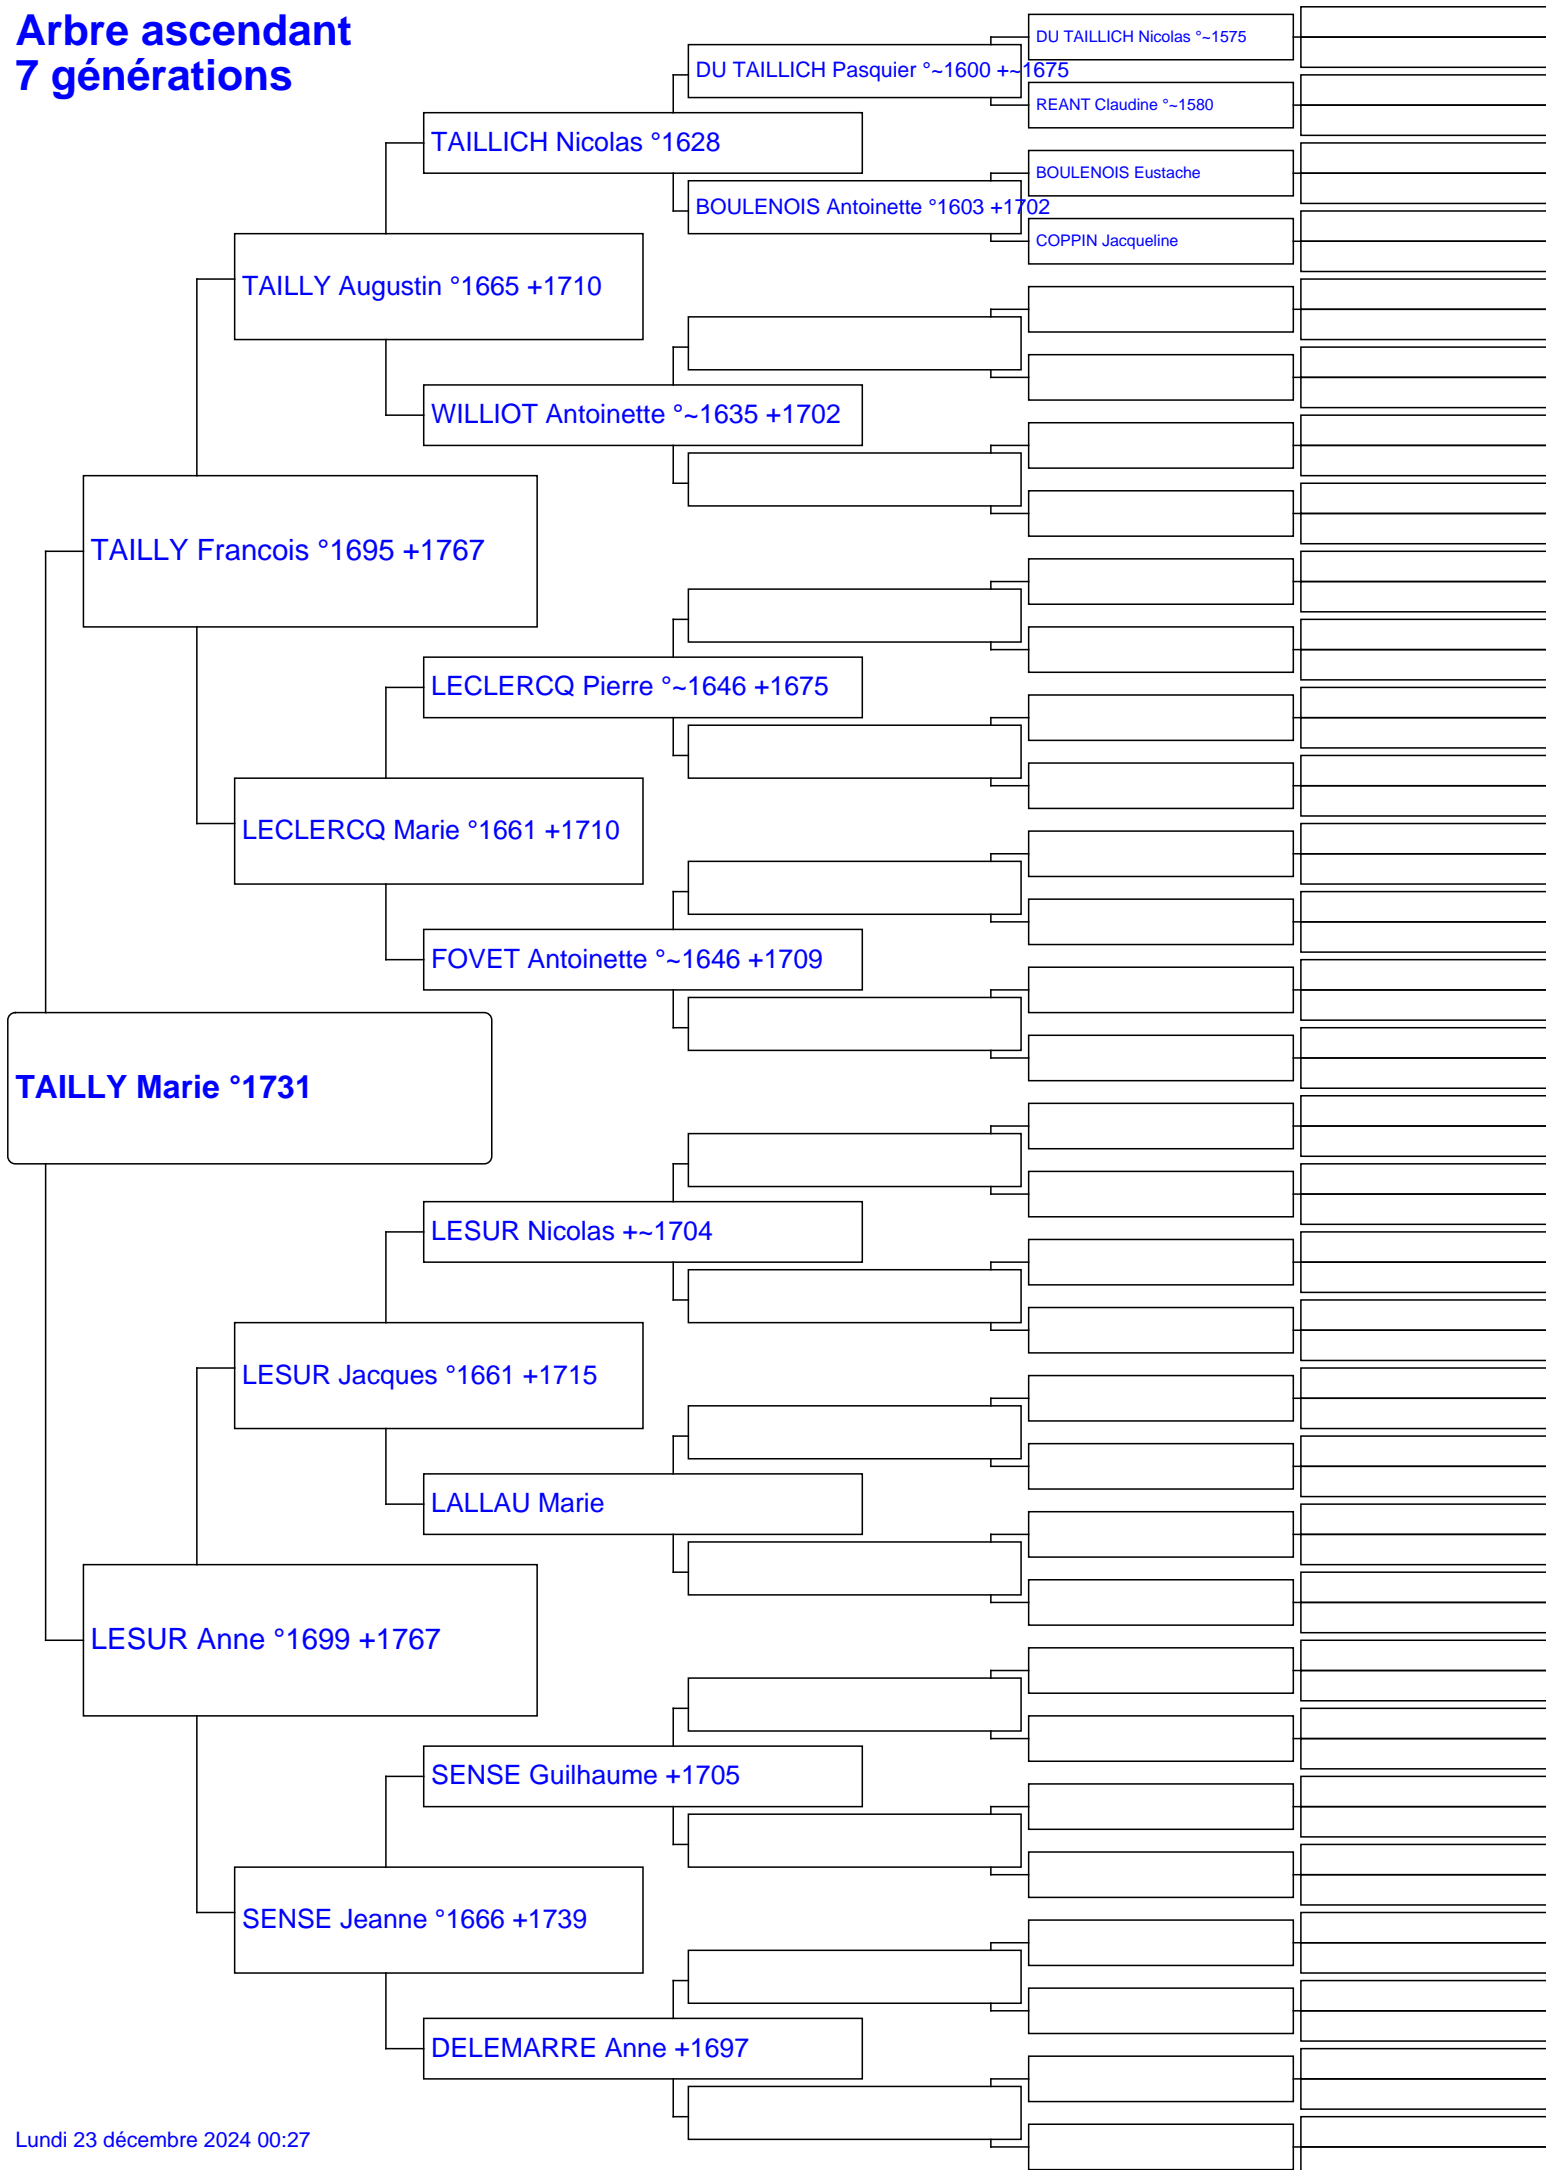 Arbre ascendant
7 générations
DU TAILLICH Nicolas °~1575
DU TAILLICH Pasquier °~1600 +~1675
REANT Claudine °~1580
TAILLICH Nicolas °1628
BOULENOIS Eustache
BOULENOIS Antoinette °1603 +1702
COPPIN Jacqueline
TAILLY Augustin °1665 +1710
WILLIOT Antoinette °~1635 +1702
TAILLY Francois °1695 +1767
LECLERCQ Pierre °~1646 +1675
LECLERCQ Marie °1661 +1710
FOVET Antoinette °~1646 +1709
TAILLY Marie °1731
LESUR Nicolas +~1704
LESUR Jacques °1661 +1715
LALLAU Marie
LESUR Anne °1699 +1767
SENSE Guilhaume +1705
SENSE Jeanne °1666 +1739
DELEMARRE Anne +1697
Lundi 23 décembre 2024 00:27